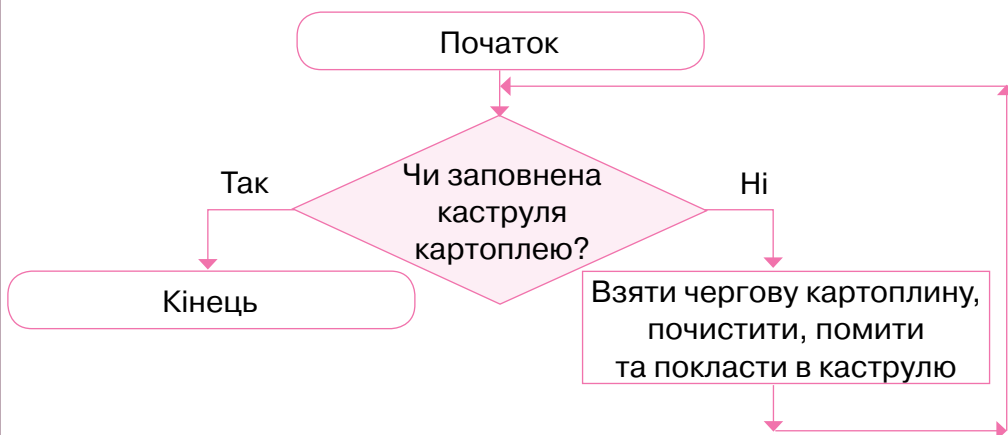 Початок
Так
Чи заповнена
каструля
картоплею?
Ні
Кінець
Взяти чергову картоплину,
почистити, помити
та покласти в каструлю